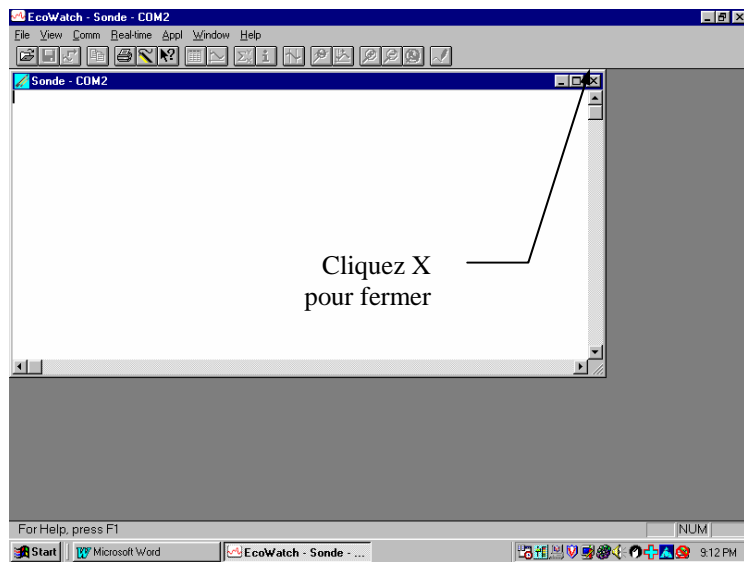 EcoWatch - Sonde - COM2
File View Comm Real-time Appl Window Help
Sonde - COM2
Cliquez X
pour fermer
For Help, press F1
NUM
Start
Microsoft Word
EcoWatch - Sonde - ...
9:12 PM